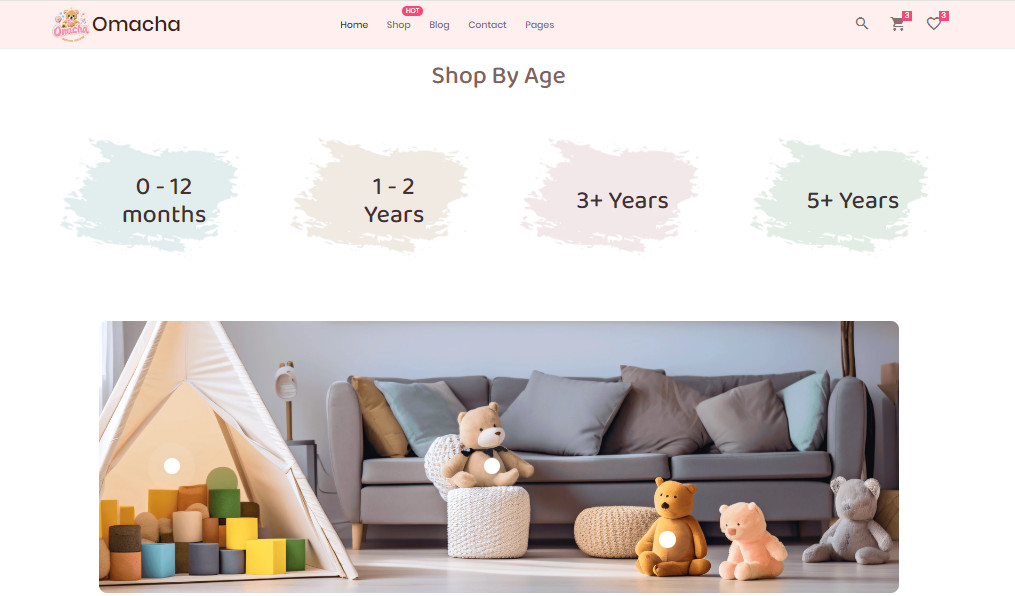 Omacha
Omacha
HOT
Home Shop Blog Contact Pages
3 3
Shop By Age
0 - 12
months
1 - 2
Years
3+ Years
5+ Years